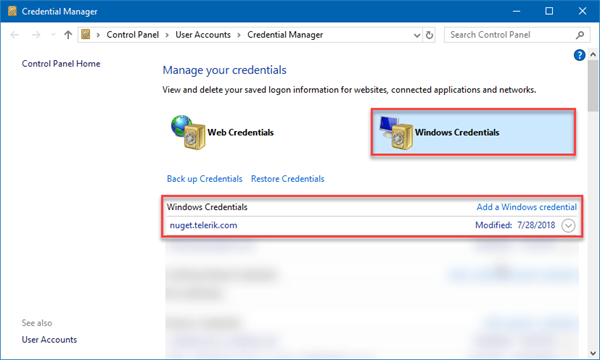 Credential Manager
Control Panel > User Accounts > Credential Manager
Search Control Panel
Control Panel Home
Manage your credentials
View and delete your saved logon information for websites, connected applications and networks.
Web Credentials
Windows Credentials
Back up Credentials Restore Credentials
Windows Credentials Add a Windows credential
nuget.telerik.com Modified: 7/28/2018
See also
User Accounts